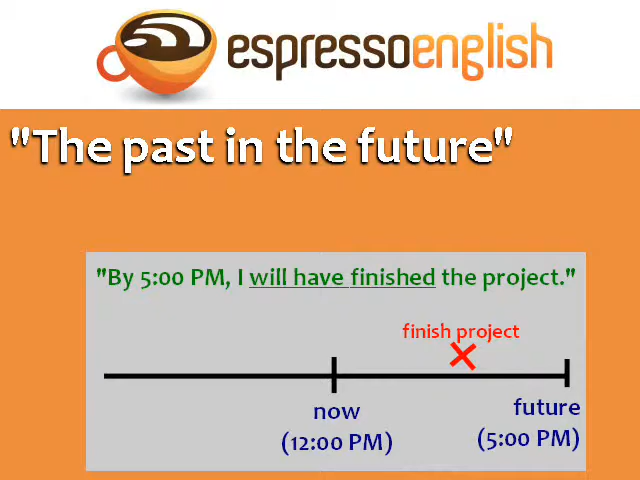 espressoenglish
"The past in the future"
"By 5:00 PM, I will have finished the project."
finish project
now
(12:00 PM)
future
(5:00 PM)